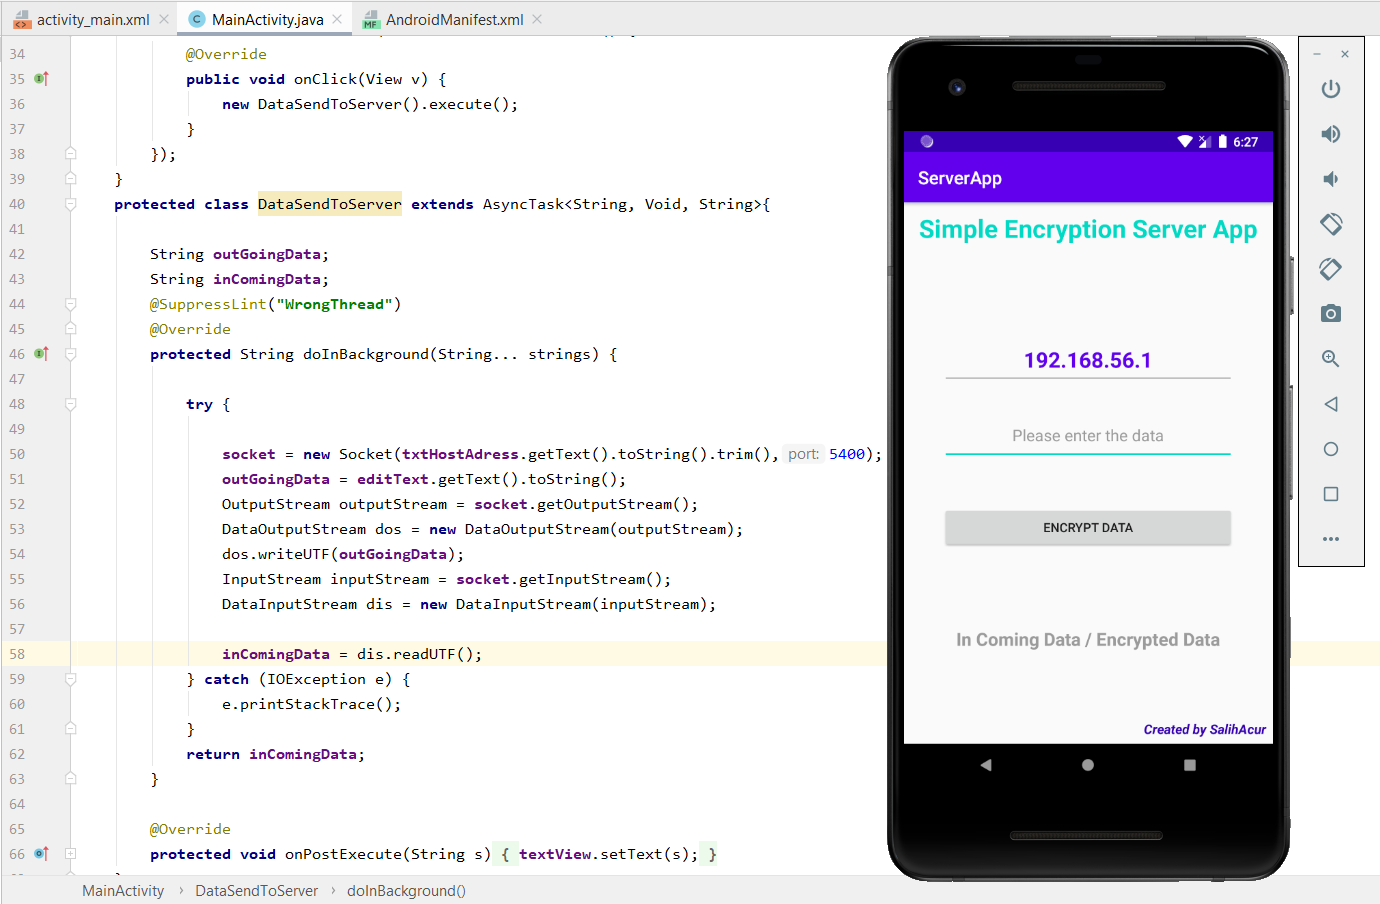 activity_main.xml MainActivity.java AndroidManifest.xml
34 @Override
35 public void onClick(View v) {
36 new DataSendToServer().execute();
37 }
38 });
39 }
40 protected class DataSendToServer extends AsyncTask<String, Void, String>{
41
42 String outGoingData;
43 String inComingData;
44 @SuppressLint("WrongThread")
45 @Override
46 protected String doInBackground(String... strings) {
47
48 try {
49
50 socket = new Socket(txtHostAdress.getText().toString().trim(), port: 5400);
51 outGoingData = editText.getText().toString();
52 OutputStream outputStream = socket.getOutputStream();
53 DataOutputStream dos = new DataOutputStream(outputStream);
54 dos.writeUTF(outGoingData);
55 InputStream inputStream = socket.getInputStream();
56 DataInputStream dis = new DataInputStream(inputStream);
57
58 inComingData = dis.readUTF();
59 } catch (IOException e) {
60 e.printStackTrace();
61 }
62 return inComingData;
63 }
64
65 @Override
66 protected void onPostExecute(String s) { textView.setText(s); }
MainActivity › DataSendToServer › doInBackground()
6:27
ServerApp
Simple Encryption Server App
192.168.56.1
Please enter the data
ENCRYPT DATA
In Coming Data / Encrypted Data
Created by SalihAcur